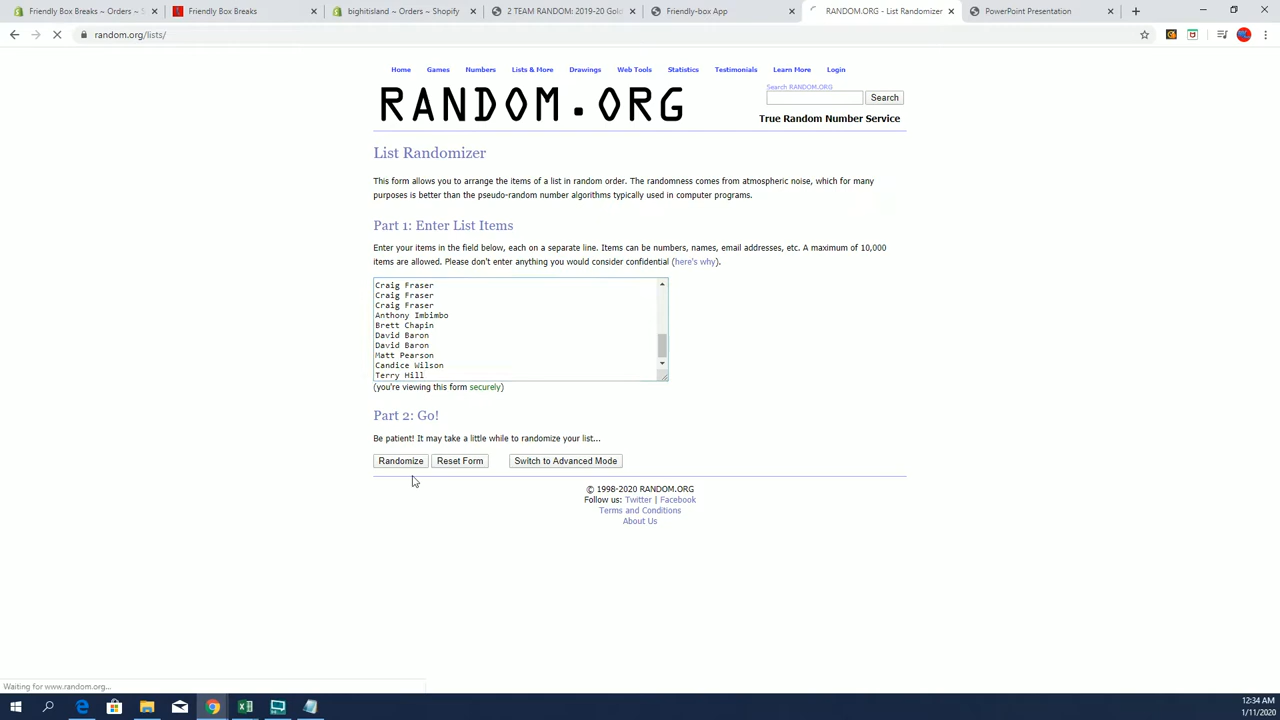 Friendly Box Breaks ~ Orders ~ S
Friendly Box Breaks
bighitisland ~ Orders ~ Shopify
2 TEAM RANDOM: 2019-20 Gold
Friendly-box App
RANDOM.ORG - List Randomizer
PowerPoint Presentation
random.org/lists/
Home Games Numbers Lists & More Drawings Web Tools Statistics Testimonials Learn More Login
RANDOM.ORG
Search RANDOM.ORG
Search
True Random Number Service
List Randomizer
This form allows you to arrange the items of a list in random order. The randomness comes from atmospheric noise, which for many
purposes is better than the pseudo-random number algorithms typically used in computer programs.
Part 1: Enter List Items
Enter your items in the field below, each on a separate line. Items can be numbers, names, email addresses, etc. A maximum of 10,000
items are allowed. Please don't enter anything you would consider confidential (here's why).
Craig Fraser
Craig Fraser
Craig Fraser
Anthony Imbimbo
Brett Chapin
David Baron
David Baron
Matt Pearson
Candice Wilson
Terry Hill
(you're viewing this form securely)
Part 2: Go!
Be patient! It may take a little while to randomize your list...
Randomize Reset Form Switch to Advanced Mode
© 1998-2020 RANDOM.ORG
Follow us: Twitter | Facebook
Terms and Conditions
About Us
Waiting for www.random.org...
12:34 AM
1/11/2020